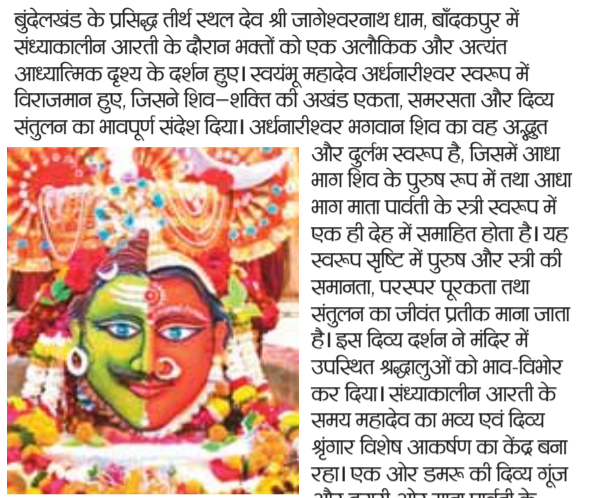 बुंदेलखंड के प्रसिद्ध तीर्थ स्थल देव श्री जागेश्वरनाथ धाम, बाँदकपुर में
संध्याकालीन आरती के दौरान भक्तों को एक अलौकिक और अत्यंत
आध्यात्मिक दृश्य के दर्शन हुए। स्वयंभू महादेव अर्धनारीश्वर स्वरूप में
विराजमान हुए, जिसने शिव–शक्ति की अखंड एकता, समरसता और दिव्य
संतुलन का भावपूर्ण संदेश दिया। अर्धनारीश्वर भगवान शिव का वह अद्भुत
और दुर्लभ स्वरूप है, जिसमें आधा
भाग शिव के पुरुष रूप में तथा आधा
भाग माता पार्वती के स्त्री स्वरूप में
एक ही देह में समाहित होता है। यह
स्वरूप सृष्टि में पुरुष और स्त्री की
समानता, परस्पर पूरकता तथा
संतुलन का जीवंत प्रतीक माना जाता
है। इस दिव्य दर्शन ने मंदिर में
उपस्थित श्रद्धालुओं को भाव-विभोर
कर दिया। संध्याकालीन आरती के
समय महादेव का भव्य एवं दिव्य
श्रृंगार विशेष आकर्षण का केंद्र बना
रहा। एक ओर डमरू की दिव्य गूंज